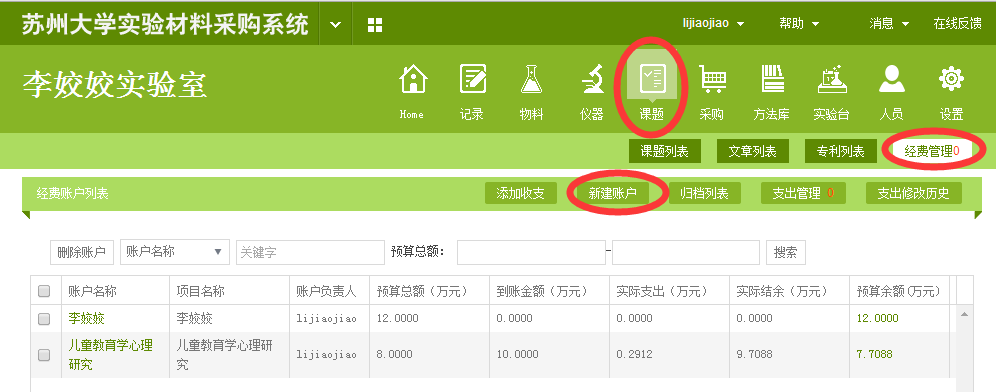 苏州大学实验材料采购系统
lijiaojiao 帮助 消息 在线反馈
李姣姣实验室
Home 记录 物料 仪器 课题 采购 方法库 实验台 人员 设置
课题列表 文章列表 专利列表 经费管理0
经费账户列表 添加收支 新建账户 归档列表 支出管理 0 支出修改历史
删除账户 账户名称 关键字 预算总额： - 搜索
账户名称 项目名称 账户负责人 预算总额（万元） 到账金额（万元） 实际支出（万元） 实际结余（万元） 预算余额(万元)
李姣姣 李姣姣 lijiaojiao 12.0000 0.0000 0.0000 0.0000 12.0000
儿童教育学心理研究 儿童教育学心理研究 lijiaojiao 8.0000 10.0000 0.2912 9.7088 7.7088